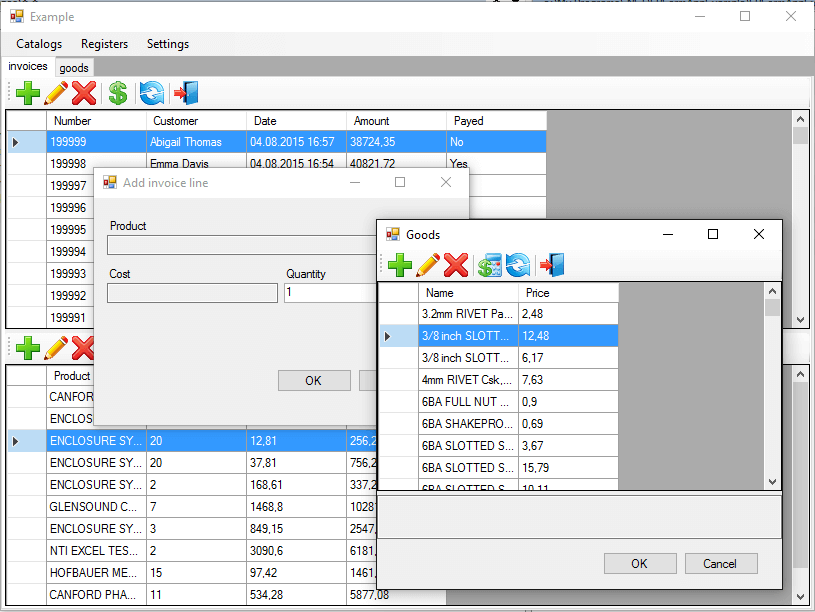 Example
Catalogs Registers Settings
invoices goods
Number Customer Date Amount Payed
199999 Abigail Thomas 04.08.2015 16:57 38724,35 No
199998 Emma Davis 04.08.2015 16:54 40821,72 Yes
199997
199996
199995
199994
199993
199992
199991
Add invoice line
Product
Cost Quantity
1
OK
Goods
Name Price
3.2mm RIVET Pa... 2,48
3/8 inch SLOTT... 12,48
3/8 inch SLOTT... 6,17
4mm RIVET Csk,... 7,63
6BA FULL NUT ... 0,9
6BA SHAKEPRO... 0,69
6BA SLOTTED S... 3,67
6BA SLOTTED S... 15,79
6BA SLOTTED S... 10,11
OK Cancel
Product
CANFOR
ENCLOS
ENCLOSURE SY... 20 12,81 256,2
ENCLOSURE SY... 20 37,81 756,2
ENCLOSURE SY... 2 168,61 337,2
GLENSOUND C... 7 1468,8 1028
ENCLOSURE SY... 3 849,15 2547,
NTI EXCEL TES... 2 3090,6 6181,
HOFBAUER ME... 15 97,42 1461,
CANFORD PHA... 11 534,28 5877,08